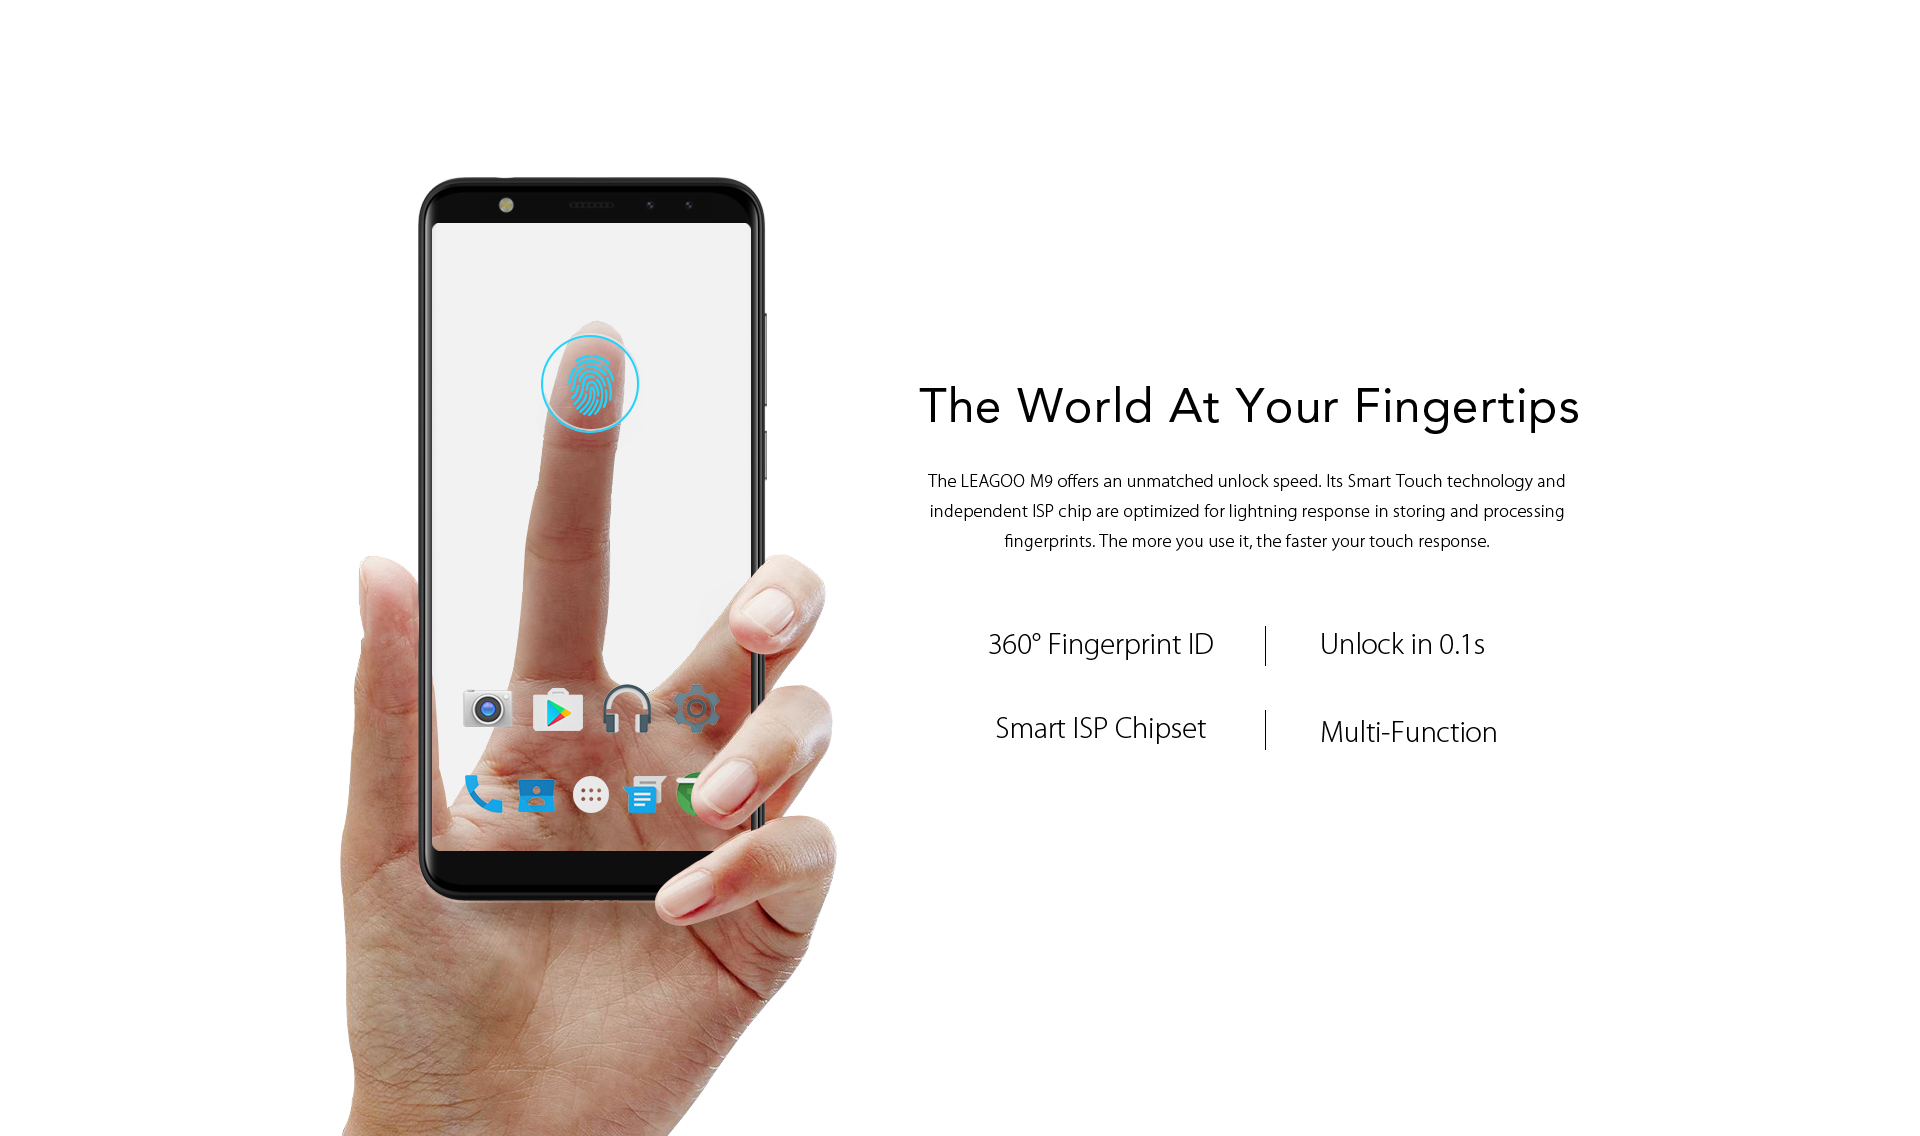 The World At Your Fingertips
The LEAGOO M9 offers an unmatched unlock speed. Its Smart Touch technology and
independent ISP chip are optimized for lightning response in storing and processing
fingerprints. The more you use it, the faster your touch response.
360° Fingerprint ID
Unlock in 0.1s
Smart ISP Chipset
Multi-Function